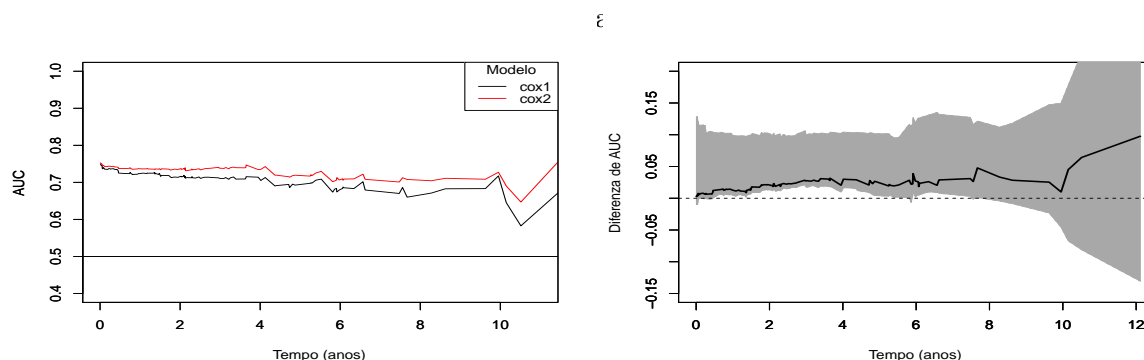 Modelo
cox1
cox2
AUC
1.0
0.9
0.8
0.7
0.6
0.5
0.4
0 2 4 6 8 10
Tempo (anos)
Diferenza de AUC
0.15
0.05
−0.05
−0.15
0 2 4 6 8 10 12
Tempo (anos)